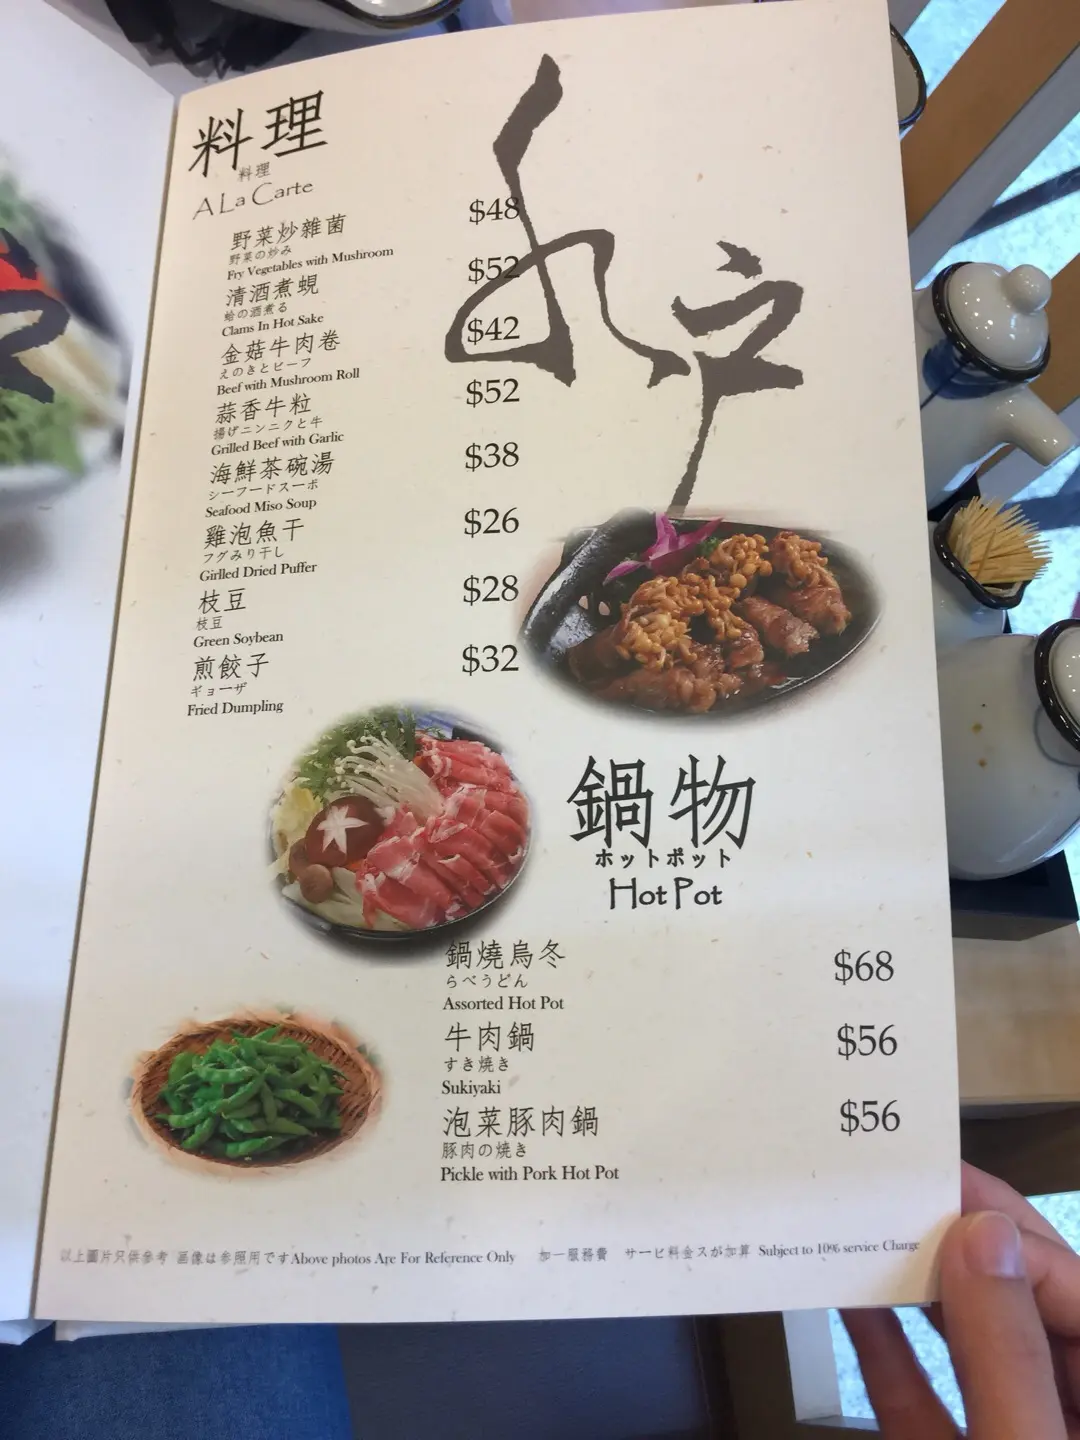 料理
料理
A La Carte
野菜炒雜菌 $48
野菜の炒み
Fry Vegetables with Mushroom
清酒煮蜆 $52
蛤の酒煮る
Clams In Hot Sake
金菇牛肉卷 $42
えのきとビーフ
Beef with Mushroom Roll
蒜香牛粒 $52
揚げニンニクと牛
Grilled Beef with Garlic
海鮮茶碗湯 $38
シーフードスーポ
Seafood Miso Soup
雞泡魚干 $26
フグみり干し
Girlled Dried Puffer
枝豆 $28
枝豆
Green Soybean
煎餃子 $32
ギョーザ
Fried Dumpling
鍋物
ホットポット
Hot Pot
鍋燒烏冬 $68
らべうどん
Assorted Hot Pot
牛肉鍋 $56
すき焼き
Sukiyaki
泡菜豚肉鍋 $56
豚肉の焼き
Pickle with Pork Hot Pot
以上圖片只供參考 画像は参照用です Above photos Are For Reference Only 加一服務費 サービ料金スが加算 Subject to 10% service Charge